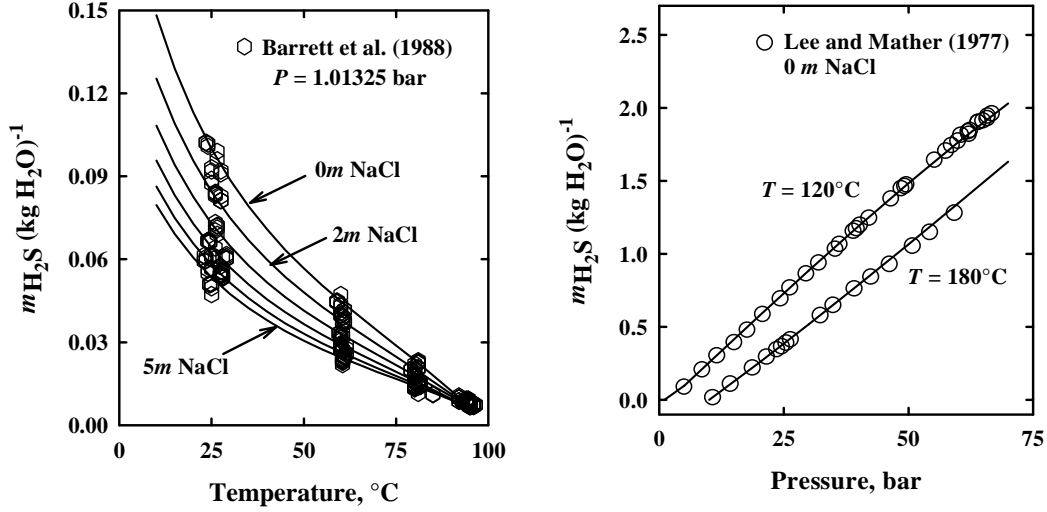 0.15
0.12
0.09
0.06
0.03
0.00
mH2S (kg H2O)-1
Barrett et al. (1988)
P = 1.01325 bar
0m NaCl
2m NaCl
5m NaCl
0
25
50
75
100
Temperature, °C
2.5
2.0
1.5
1.0
0.5
0.0
mH2S (kg H2O)-1
Lee and Mather (1977)
0 m NaCl
T = 120°C
T = 180°C
0
25
50
75
Pressure, bar